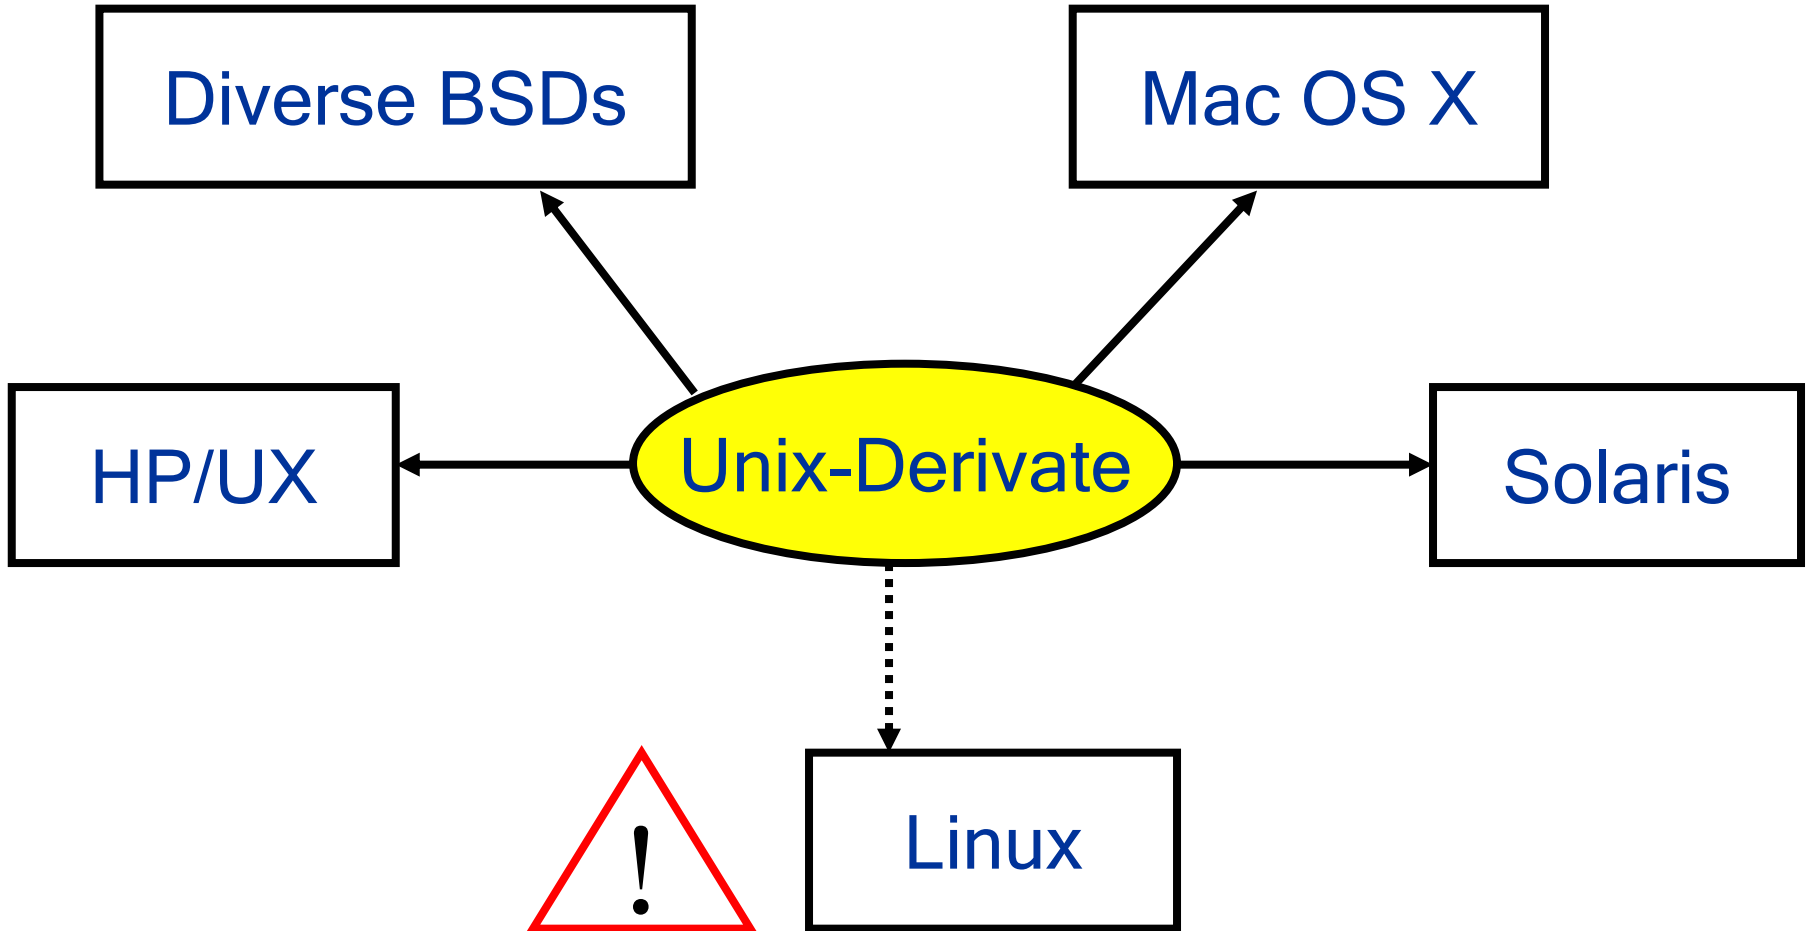 Diverse BSDs
Mac OS X
HP/UX
Unix-Derivate
Solaris
!
Linux